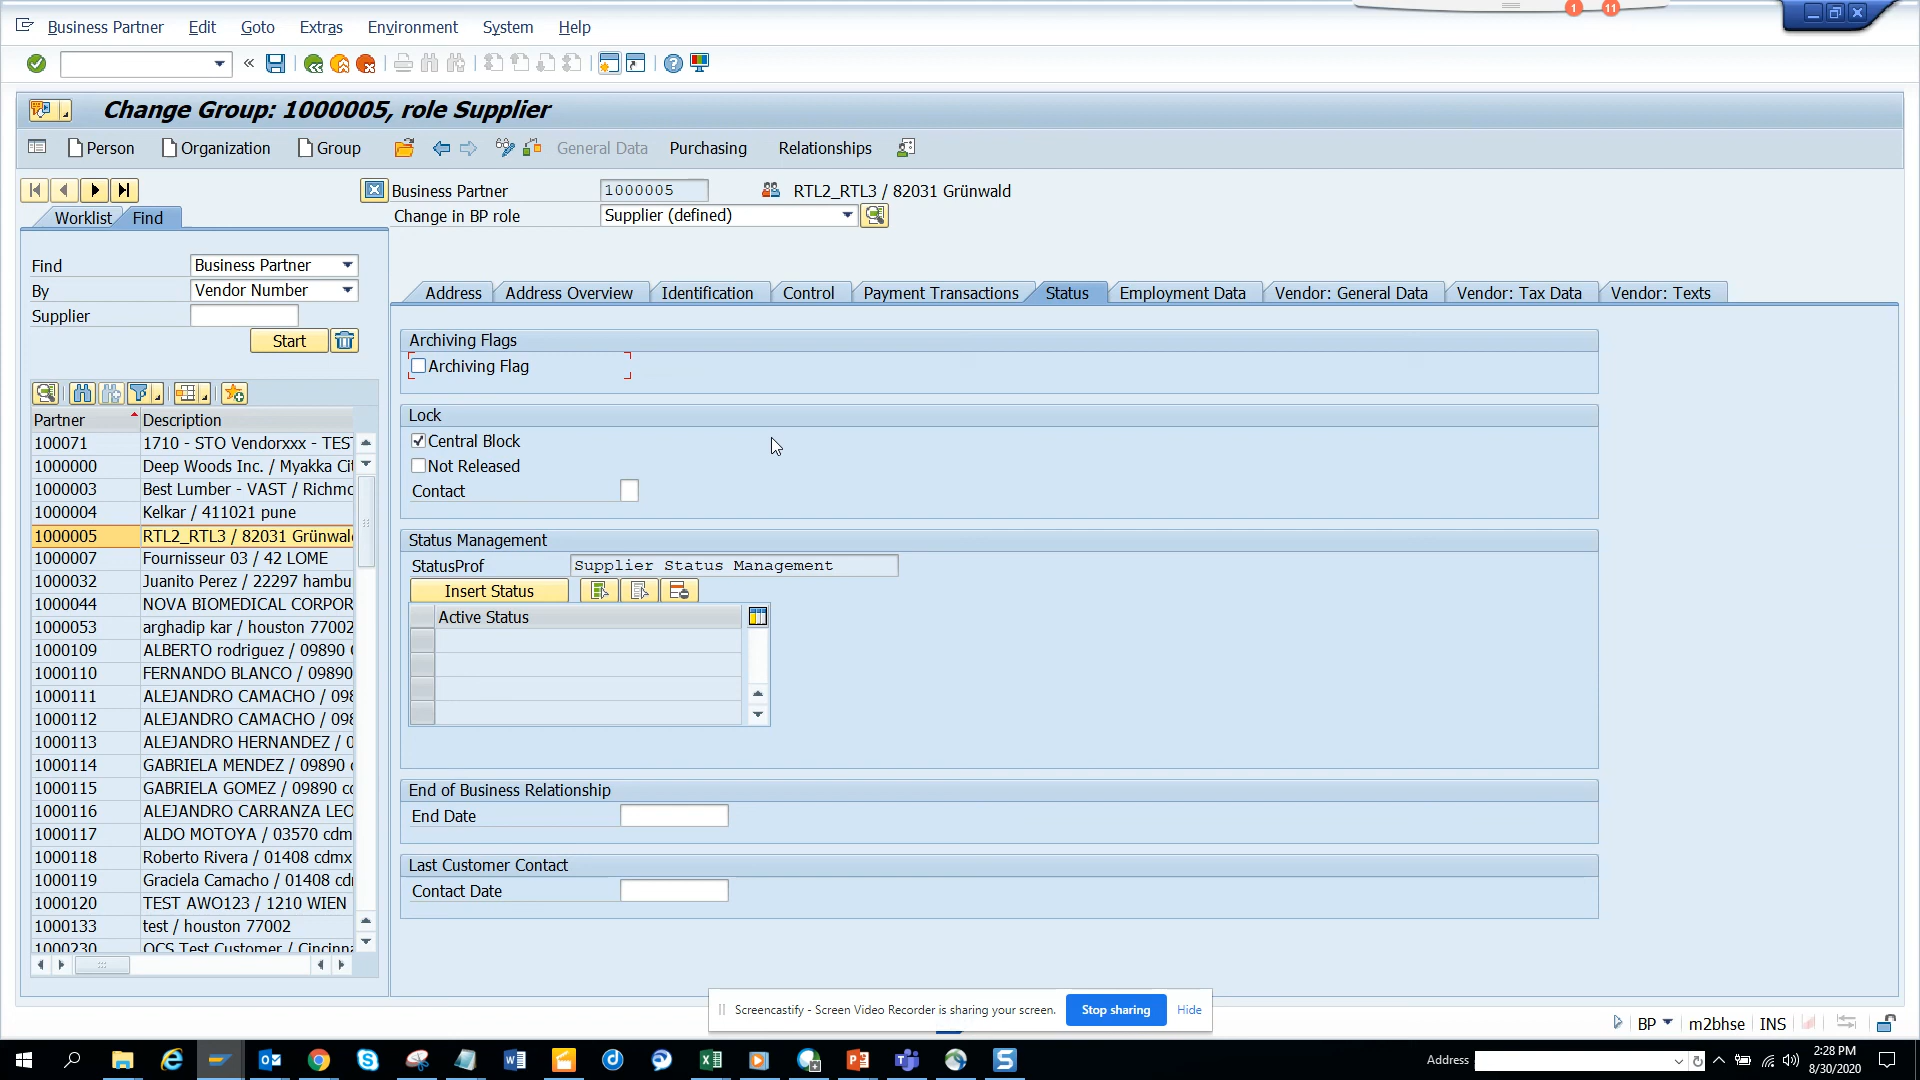 1 11
Business Partner Edit Goto Extras Environment System Help
Change Group: 1000005, role Supplier
Person Organization Group General Data Purchasing Relationships
Business Partner 1000005 RTL2_RTL3 / 82031 Grünwald
Change in BP role Supplier (defined)
Worklist Find
Find Business Partner
By Vendor Number
Supplier
Start
Partner Description
100071 1710 - STO Vendorxxx - TEST
1000000 Deep Woods Inc. / Myakka Cit
1000003 Best Lumber - VAST / Richmo
1000004 Kelkar / 411021 pune
1000005 RTL2_RTL3 / 82031 Grünwald
1000007 Fournisseur 03 / 42 LOME
1000032 Juanito Perez / 22297 hambu
1000044 NOVA BIOMEDICAL CORPOR
1000053 arghadip kar / houston 77002
1000109 ALBERTO rodriguez / 09890
1000110 FERNANDO BLANCO / 09890
1000111 ALEJANDRO CAMACHO / 098
1000112 ALEJANDRO CAMACHO / 098
1000113 ALEJANDRO HERNANDEZ / 0
1000114 GABRIELA MENDEZ / 09890
1000115 GABRIELA GOMEZ / 09890 cd
1000116 ALEJANDRO CARRANZA LEO
1000117 ALDO MOTOYA / 03570 cdm
1000118 Roberto Rivera / 01408 cdmx
1000119 Graciela Camacho / 01408 cd
1000120 TEST AWO123 / 1210 WIEN
1000133 test / houston 77002
1000230 OCS Test Customer / Cincinna
Address Address Overview Identification Control Payment Transactions Status Employment Data Vendor: General Data Vendor: Tax Data Vendor: Texts
Archiving Flags
Archiving Flag
Lock
Central Block
Not Released
Contact
Status Management
StatusProf Supplier Status Management
Insert Status
Active Status
End of Business Relationship
End Date
Last Customer Contact
Contact Date
Screencastify - Screen Video Recorder is sharing your screen. Stop sharing Hide
BP m2bhse INS
Address 2:28 PM
8/30/2020